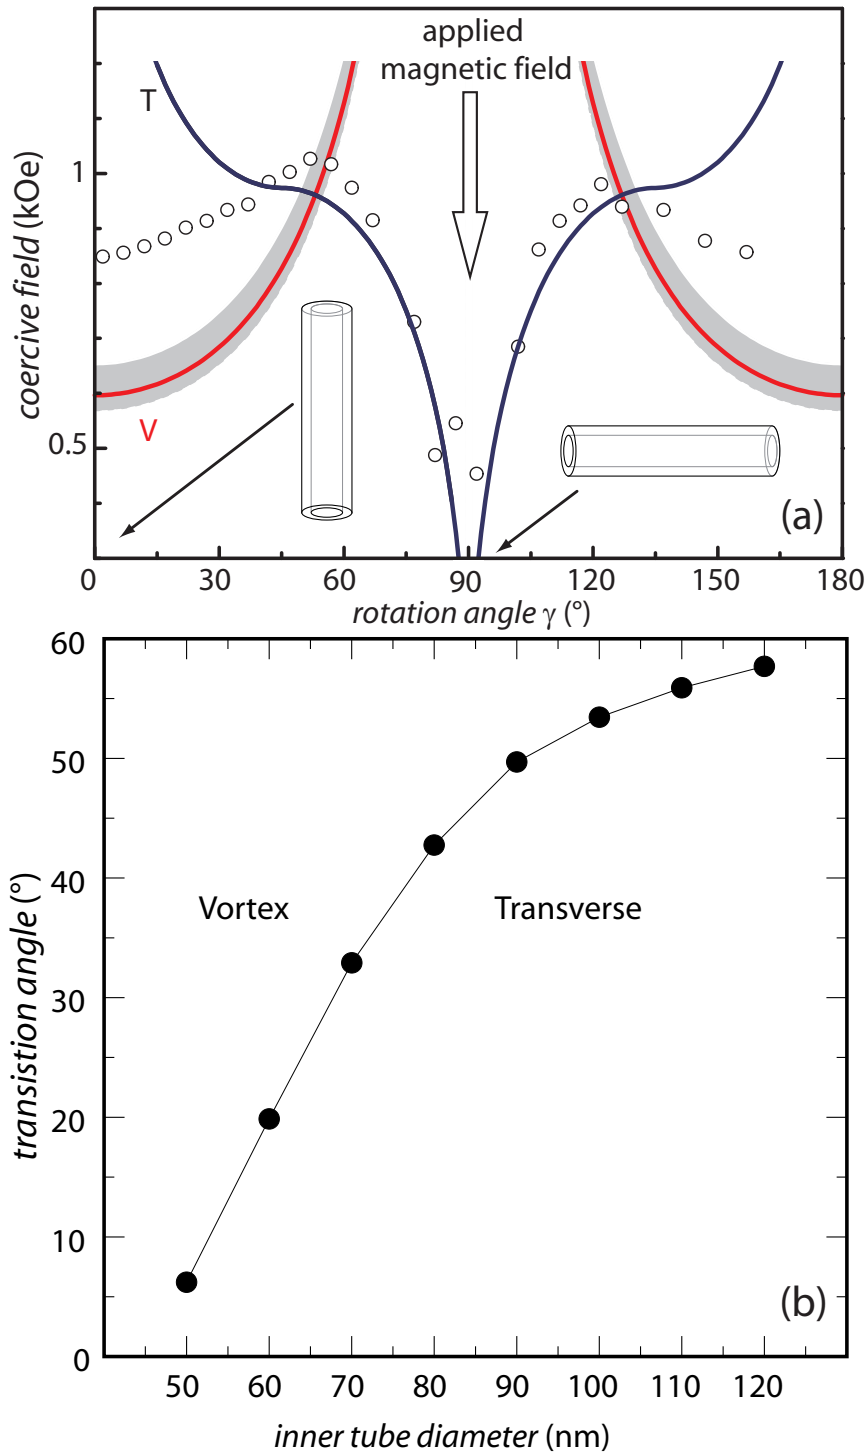 applied
magnetic field
T
1
coercive field (kOe)
V
0.5
(a)
0 30 60 90 120 150 180
rotation angle γ (°)
60
50
40
30
20
10
0
transistion angle (°)
Vortex
Transverse
(b)
50 60 70 80 90 100 110 120
inner tube diameter (nm)